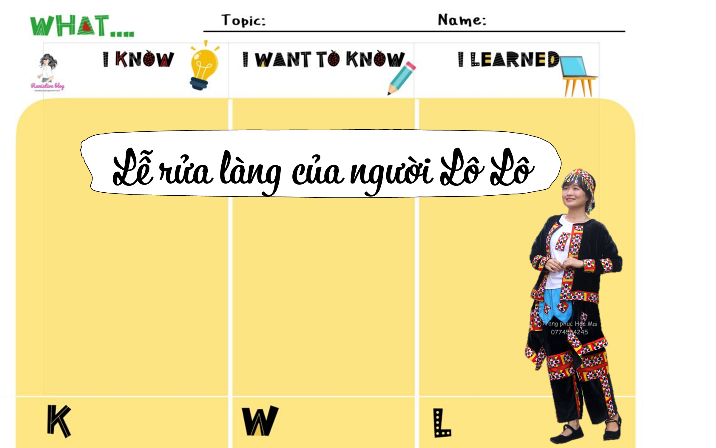 WHAT....
Topic:
Name:
I KNOW
I WANT TO KNOW
I LEARNED
Lễ rửa làng của người Lô Lô
K
W
L